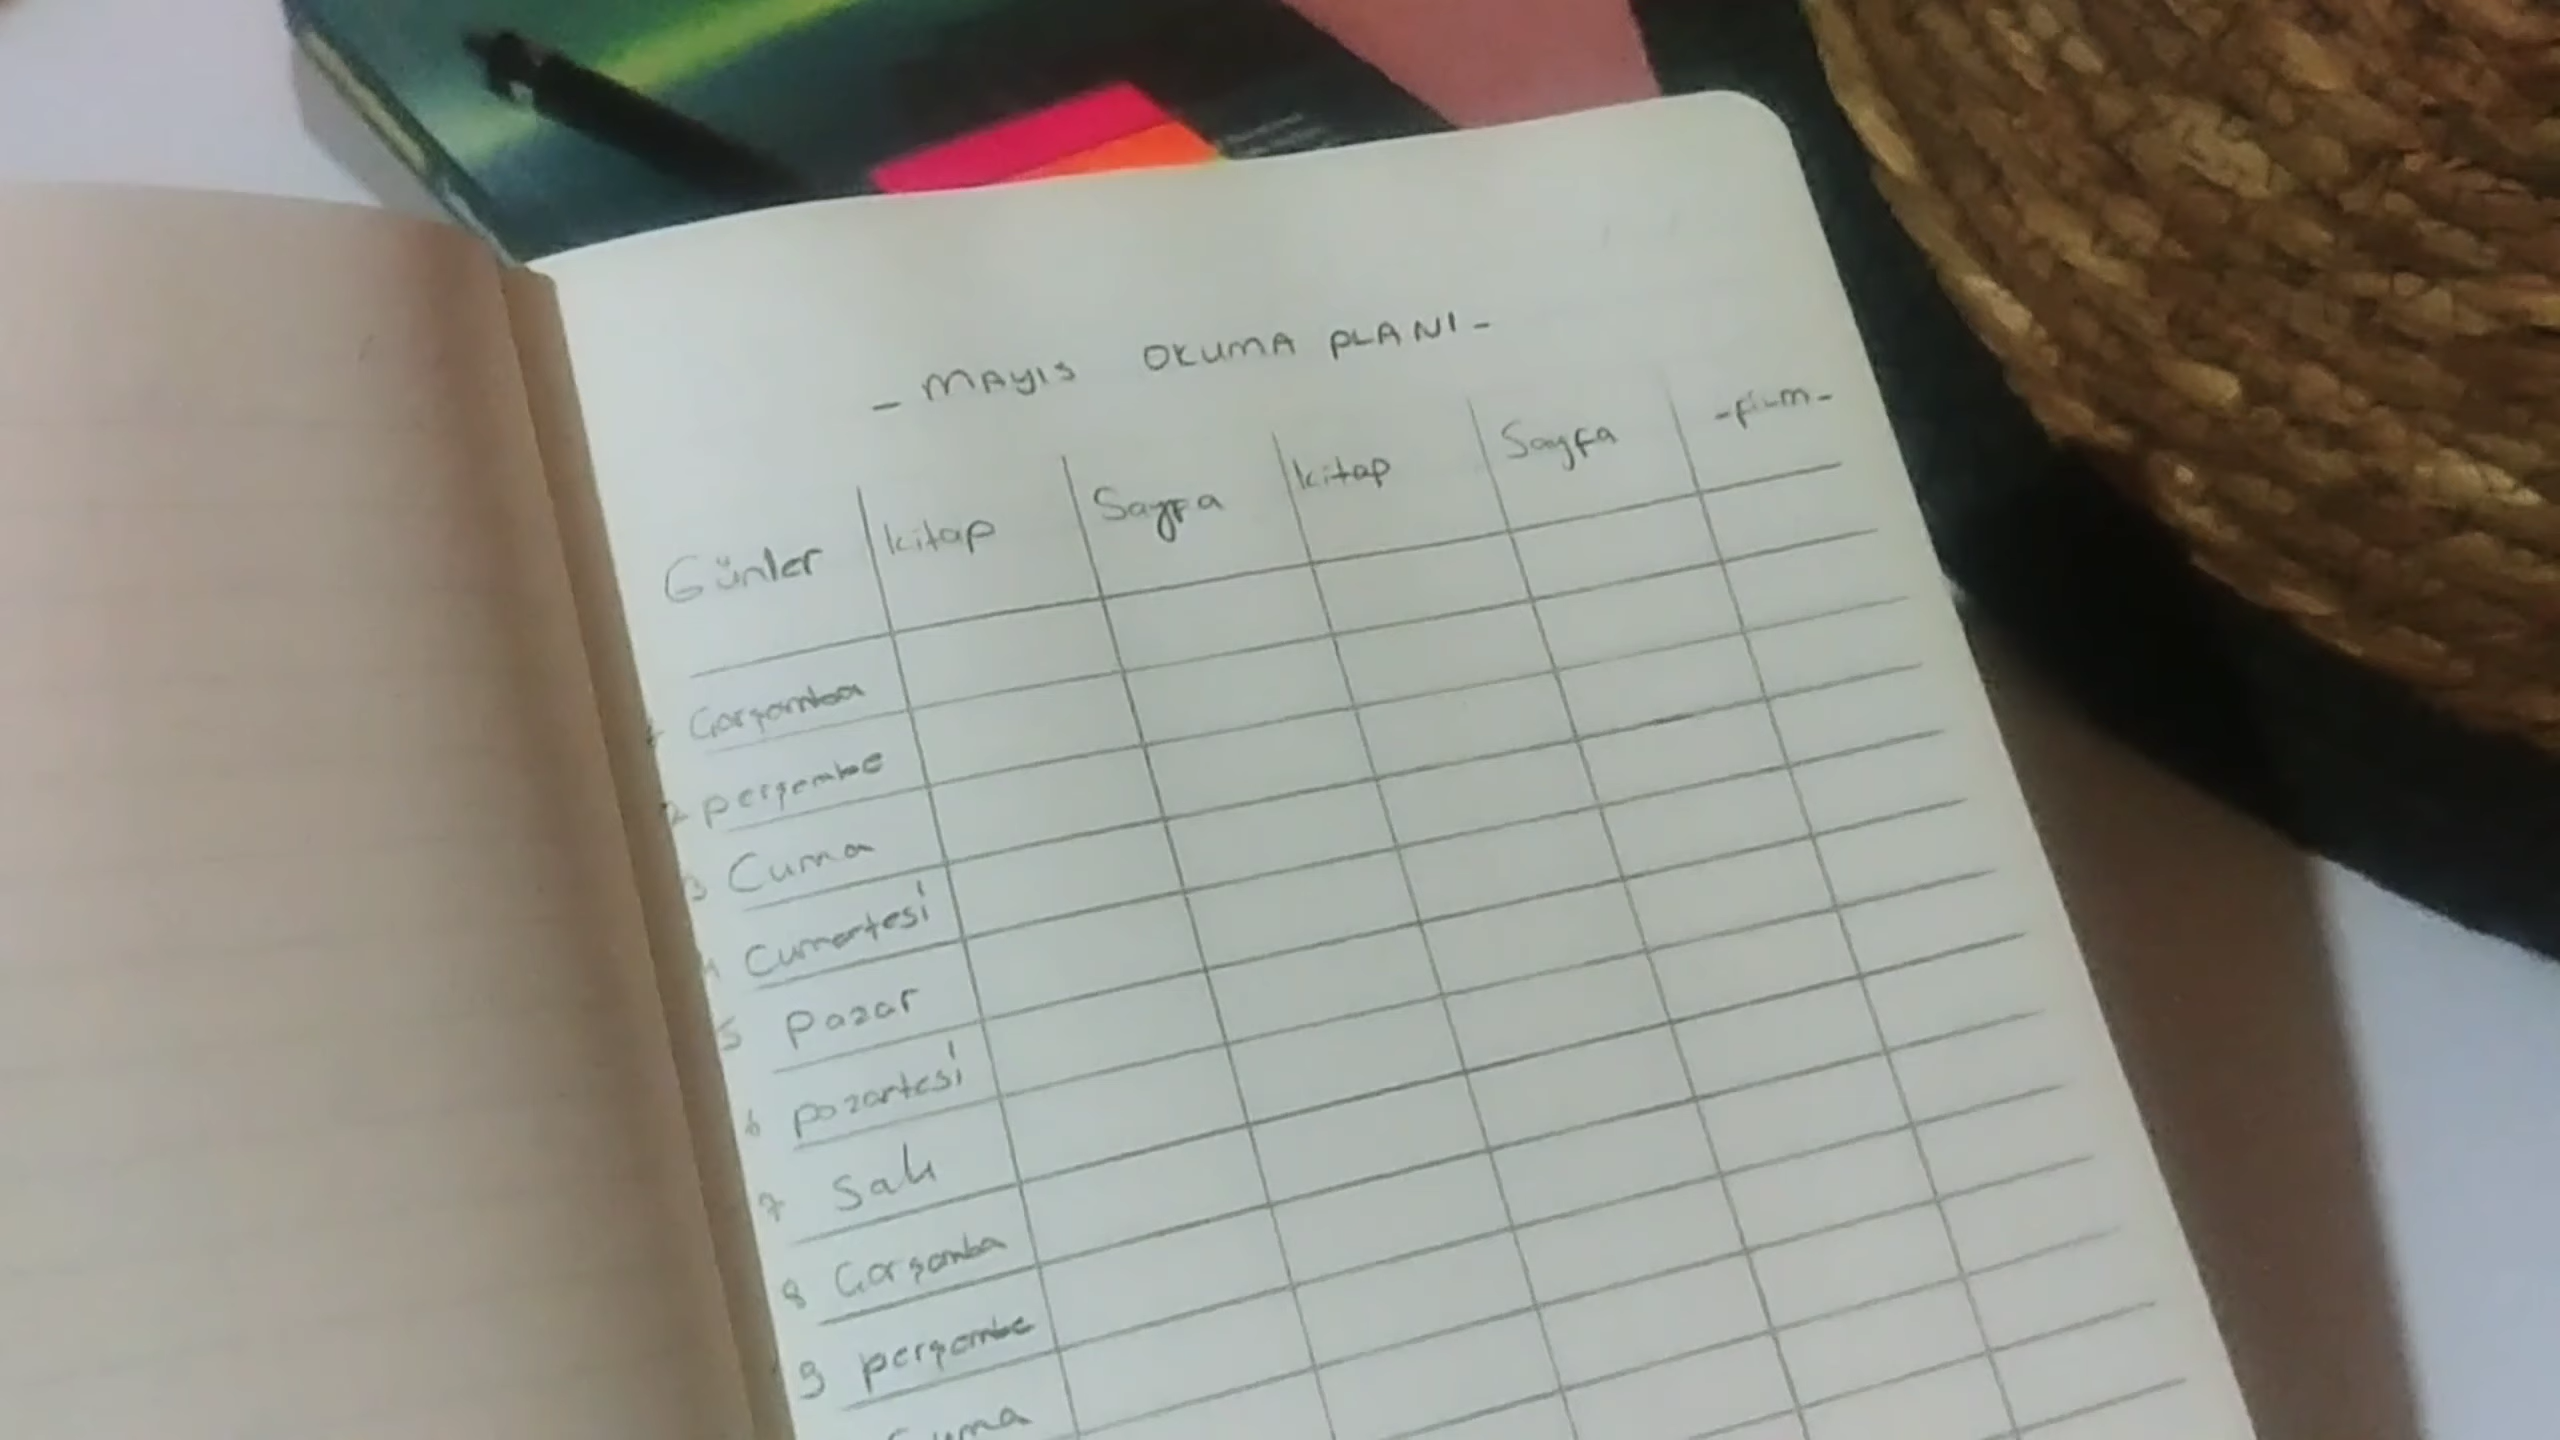 - MAYIS OKUMA PLANI -
Günler kitap Sayfa kitap Sayfa -film-
1 Çarşamba
2 perşembe
3 Cuma
4 Cumartesi
5 Pazar
6 pazartesi
7 Salı
8 Çarşamba
9 perşembe
Cuma